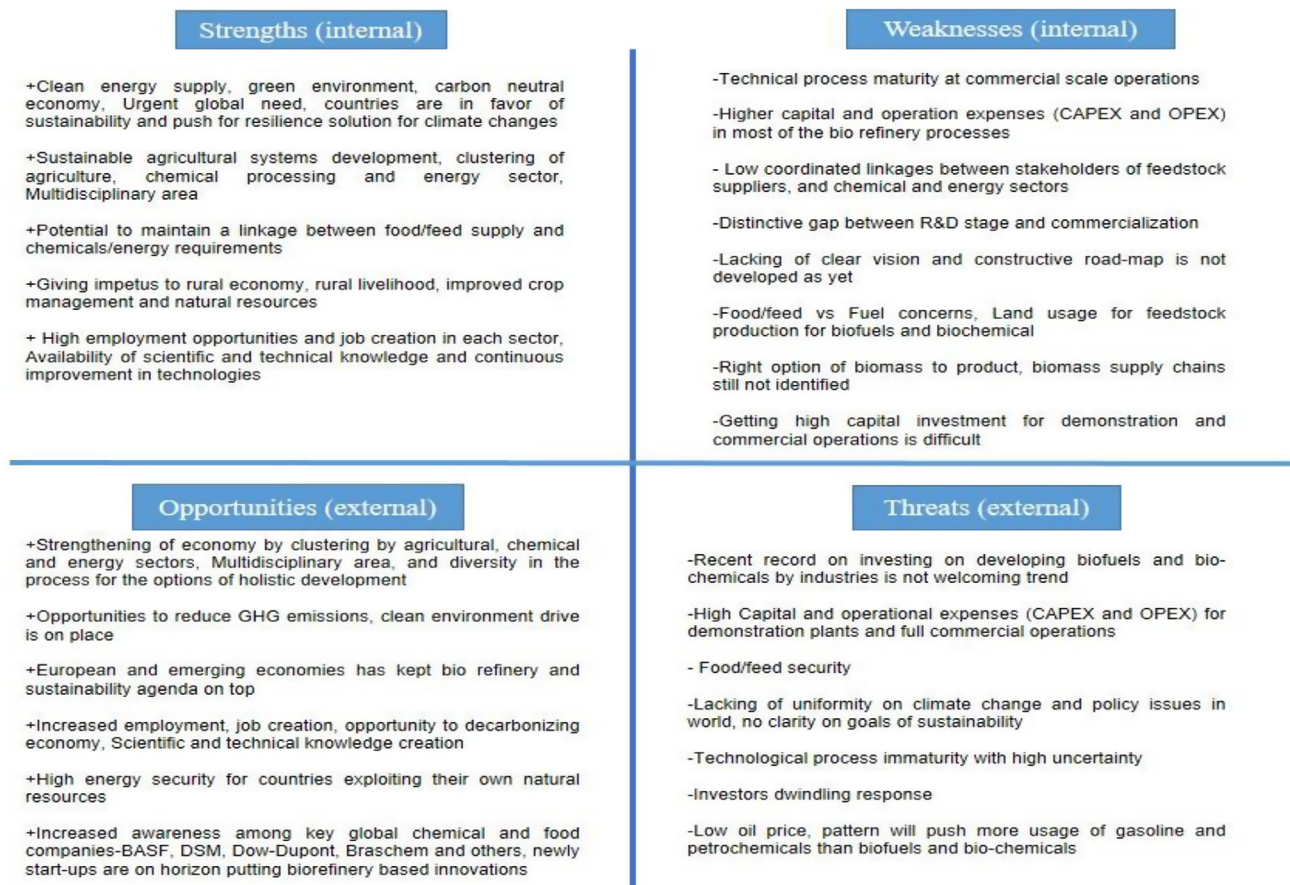 Strengths (internal)
+Clean energy supply, green environment, carbon neutral
economy, Urgent global need, countries are in favor of
sustainability and push for resilience solution for climate changes
+Sustainable agricultural systems development, clustering of
agriculture, chemical processing and energy sector,
Multidisciplinary area
+Potential to maintain a linkage between food/feed supply and
chemicals/energy requirements
+Giving impetus to rural economy, rural livelihood, improved crop
management and natural resources
+ High employment opportunities and job creation in each sector,
Availability of scientific and technical knowledge and continuous
improvement in technologies
Weaknesses (internal)
-Technical process maturity at commercial scale operations
-Higher capital and operation expenses (CAPEX and OPEX)
in most of the bio refinery processes
- Low coordinated linkages between stakeholders of feedstock
suppliers, and chemical and energy sectors
-Distinctive gap between R&D stage and commercialization
-Lacking of clear vision and constructive road-map is not
developed as yet
-Food/feed vs Fuel concerns, Land usage for feedstock
production for biofuels and biochemical
-Right option of biomass to product, biomass supply chains
still not identified
-Getting high capital investment for demonstration and
commercial operations is difficult
Opportunities (external)
+Strengthening of economy by clustering by agricultural, chemical
and energy sectors, Multidisciplinary area, and diversity in the
process for the options of holistic development
+Opportunities to reduce GHG emissions, clean environment drive
is on place
+European and emerging economies has kept bio refinery and
sustainability agenda on top
+Increased employment, job creation, opportunity to decarbonizing
economy, Scientific and technical knowledge creation
+High energy security for countries exploiting their own natural
resources
+Increased awareness among key global chemical and food
companies-BASF, DSM, Dow-Dupont, Braschem and others, newly
start-ups are on horizon putting biorefinery based innovations
Threats (external)
-Recent record on investing on developing biofuels and bio-
chemicals by industries is not welcoming trend
-High Capital and operational expenses (CAPEX and OPEX) for
demonstration plants and full commercial operations
- Food/feed security
-Lacking of uniformity on climate change and policy issues in
world, no clarity on goals of sustainability
-Technological process immaturity with high uncertainty
-Investors dwindling response
-Low oil price, pattern will push more usage of gasoline and
petrochemicals than biofuels and bio-chemicals